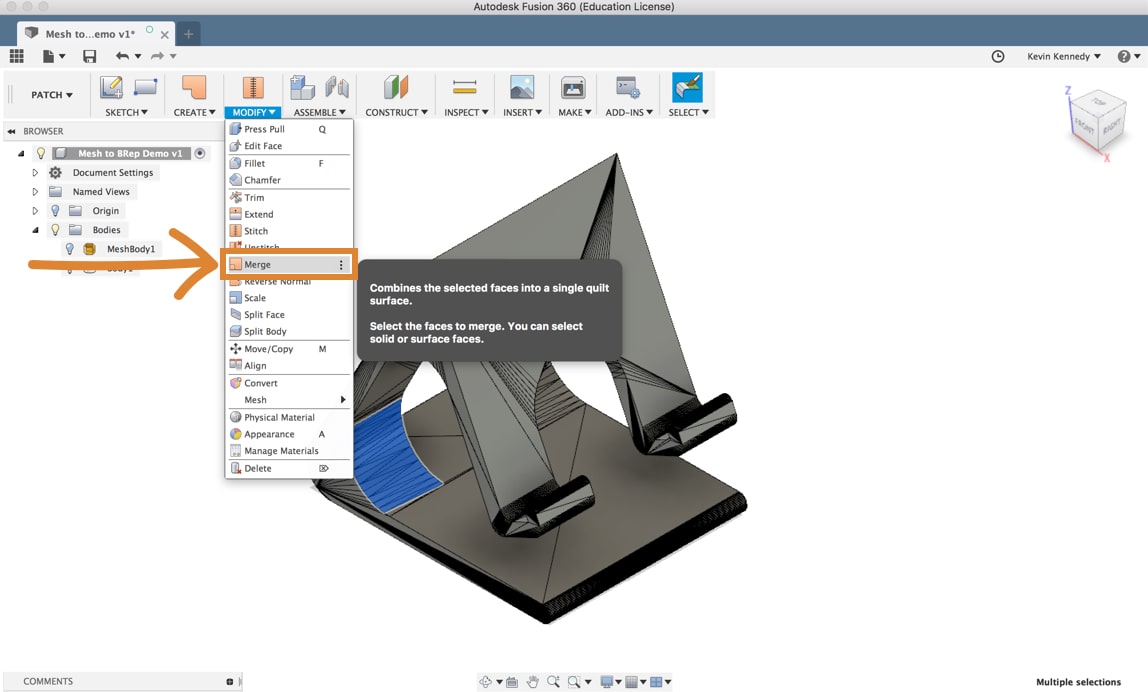 Autodesk Fusion 360 (Education License)
Mesh to...emo v1*
Kevin Kennedy
PATCH
SKETCH
CREATE
MODIFY
ASSEMBLE
CONSTRUCT
INSPECT
INSERT
MAKE
ADD-INS
SELECT
BROWSER
Mesh to BRep Demo v1
Document Settings
Named Views
Origin
Bodies
MeshBody1
Body1
Press Pull Q
Edit Face
Fillet F
Chamfer
Trim
Extend
Stitch
Unstitch
Merge
Reverse Normal
Scale
Split Face
Split Body
Move/Copy M
Align
Convert
Mesh
Physical Material
Appearance A
Manage Materials
Delete
Combines the selected faces into a single quilt
surface.
Select the faces to merge. You can select
solid or surface faces.
Z
TOP
FRONT
RIGHT
X
COMMENTS
Multiple selections